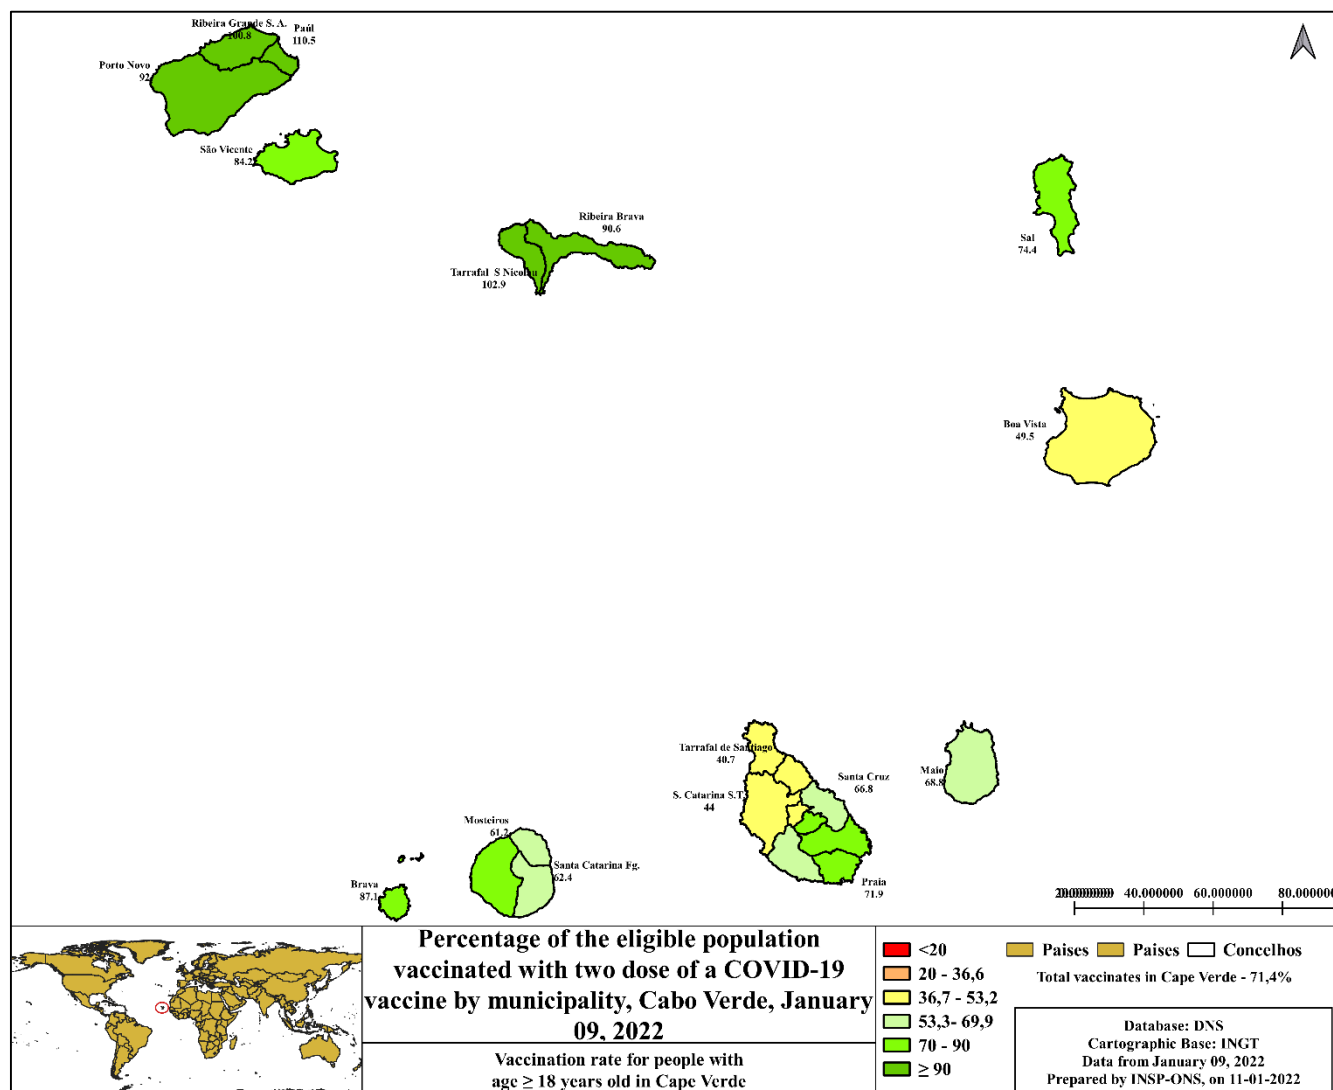 Ribeira Grande S. A.
100.8
Paúl
110.5
Porto Novo
92
São Vicente
84.2
Ribeira Brava
90.6
Tarrafal S Nicolau
102.9
Sal
74.4
Boa Vista
49.5
Tarrafal de Santiago
40.7
S. Catarina S.T.
44
Santa Cruz
66.8
Maio
68.8
Mosteiros
61.2
Santa Catarina Fg.
62.4
Brava
87.1
Praia
71.9
40.000000 60.000000
Percentage of the eligible population
vaccinated with two dose of a COVID-19
vaccine by municipality, Cabo Verde, January
09, 2022
Vaccination rate for people with
age ≥ 18 years old in Cape Verde
<20
20 - 36,6
36,7 - 53,2
53,3- 69,9
70 - 90
≥ 90
Paises Paises Concelhos
Total vaccinates in Cape Verde - 71,4%
Database: DNS
Cartographic Base: INGT
Data from January 09, 2022
Prepared by INSP-ONS, on 11-01-2022